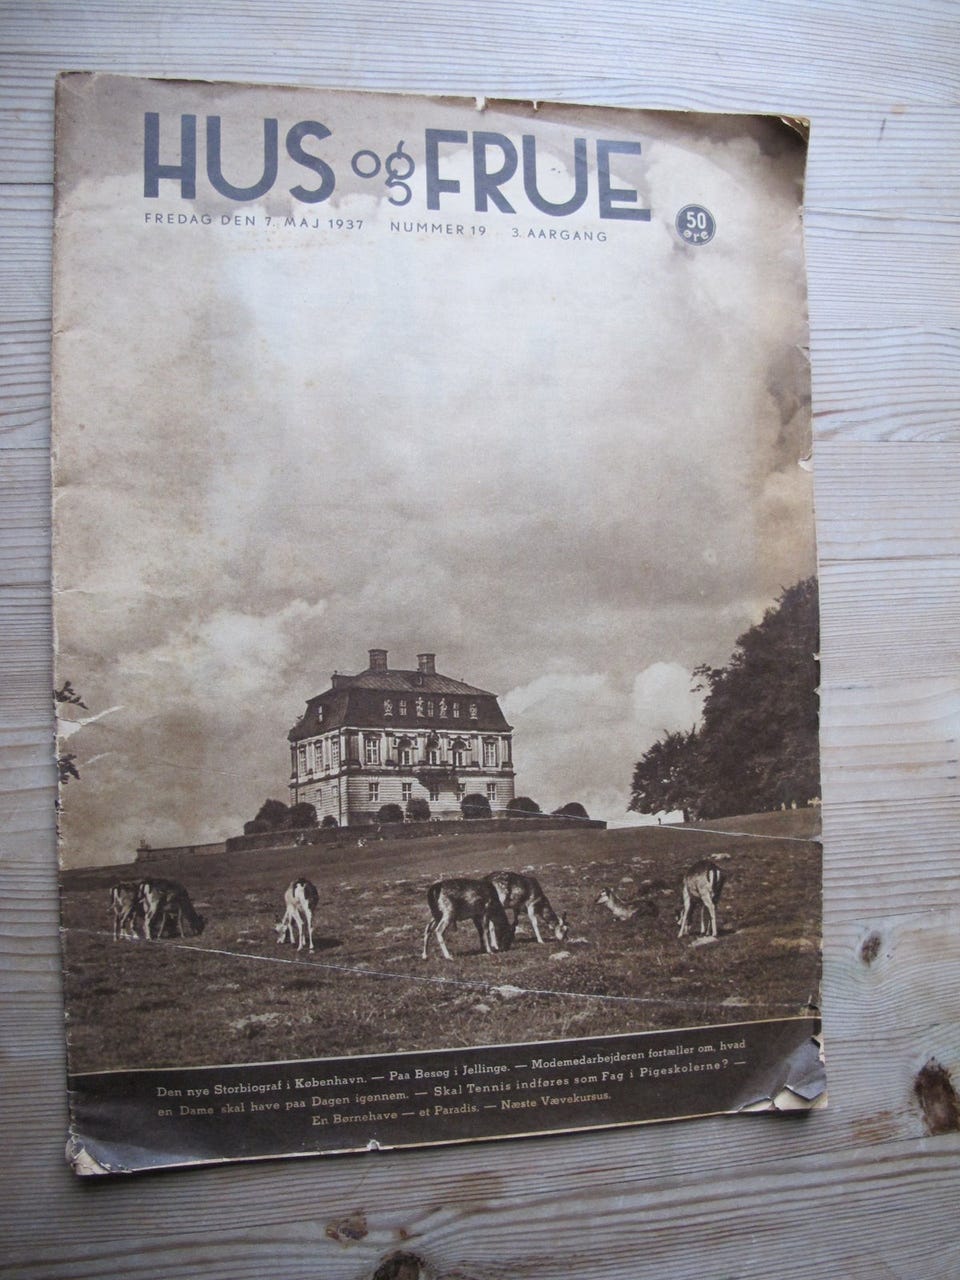 HUS og FRUE
FREDAG DEN 7. MAJ 1937 NUMMER 19 3. AARGANG
50
øre
Den nye Storbiograf i København. — Paa Besøg i Jellinge. — Modemedarbejderen fortæller om, hvad
en Dame skal have paa Dagen igennem. — Skal Tennis indføres som Fag i Pigeskolerne? —
En Børnehave — et Paradis. — Næste Vævekursus.